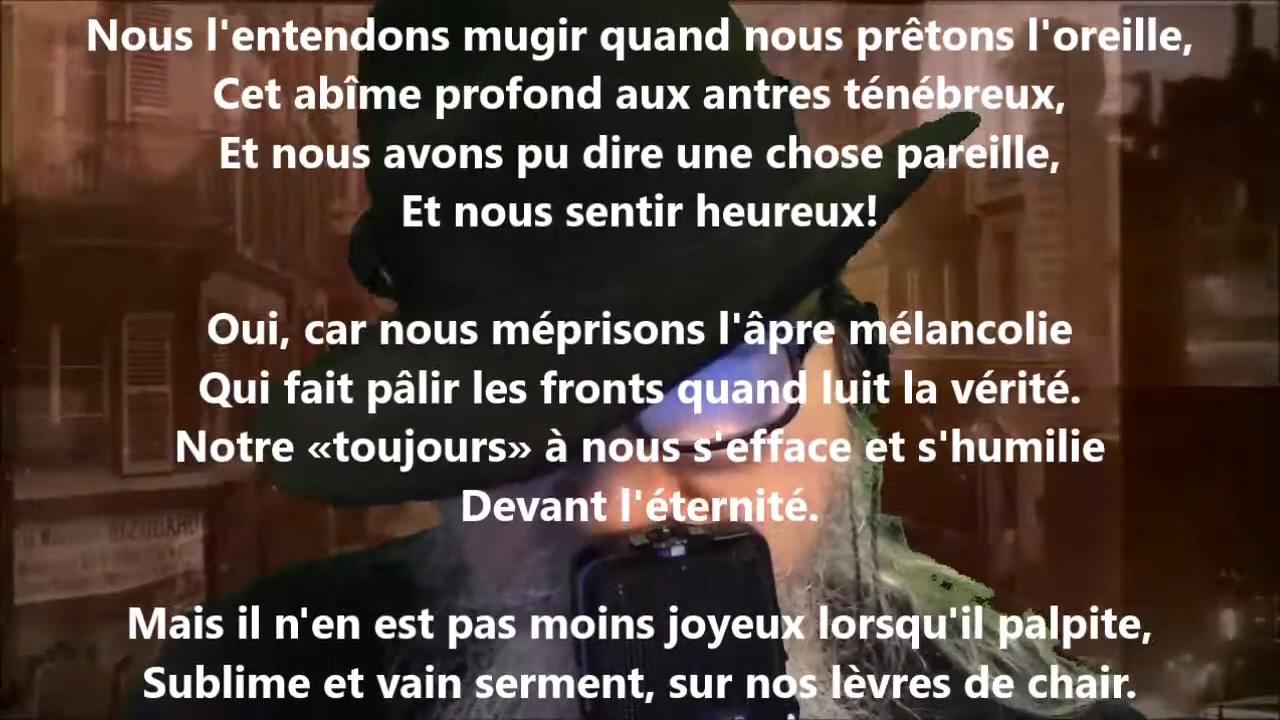 Nous l'entendons mugir quand nous prêtons l'oreille,
Cet abîme profond aux antres ténébreux,
Et nous avons pu dire une chose pareille,
Et nous sentir heureux!
Oui, car nous méprisons l'âpre mélancolie
Qui fait pâlir les fronts quand luit la vérité.
Notre «toujours» à nous s'efface et s'humilie
Devant l'éternité.
Mais il n'en est pas moins joyeux lorsqu'il palpite,
Sublime et vain serment, sur nos lèvres de chair.